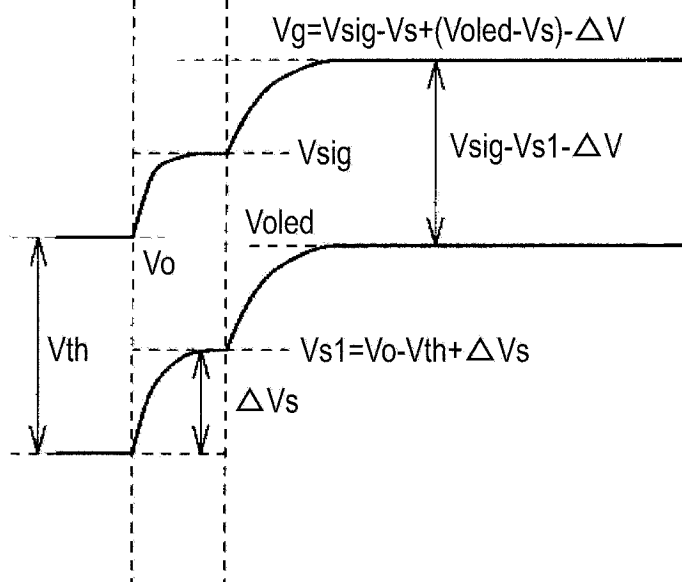 Vg=Vsig-Vs+(Voled-Vs)-△V
Vsig
Vsig-Vs1-△V
Voled
Vo
Vth
Vs1=Vo-Vth+△Vs
△Vs